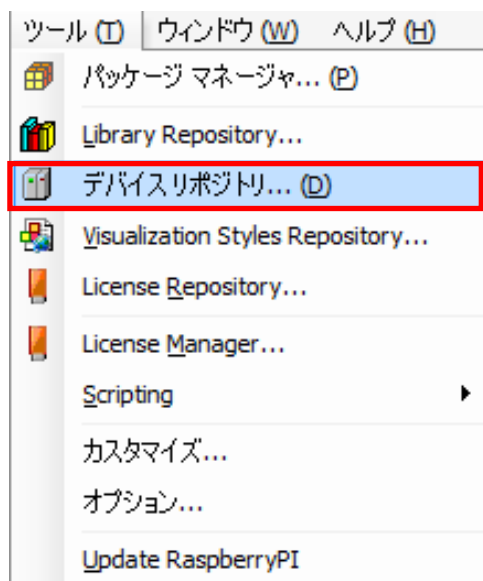 ツール (T) ウィンドウ (W) ヘルプ (H)
パッケージ マネージャ... (P)
Library Repository...
デバイス リポジトリ... (D)
Visualization Styles Repository...
License Repository...
License Manager...
Scripting
カスタマイズ...
オプション...
Update RaspberryPI